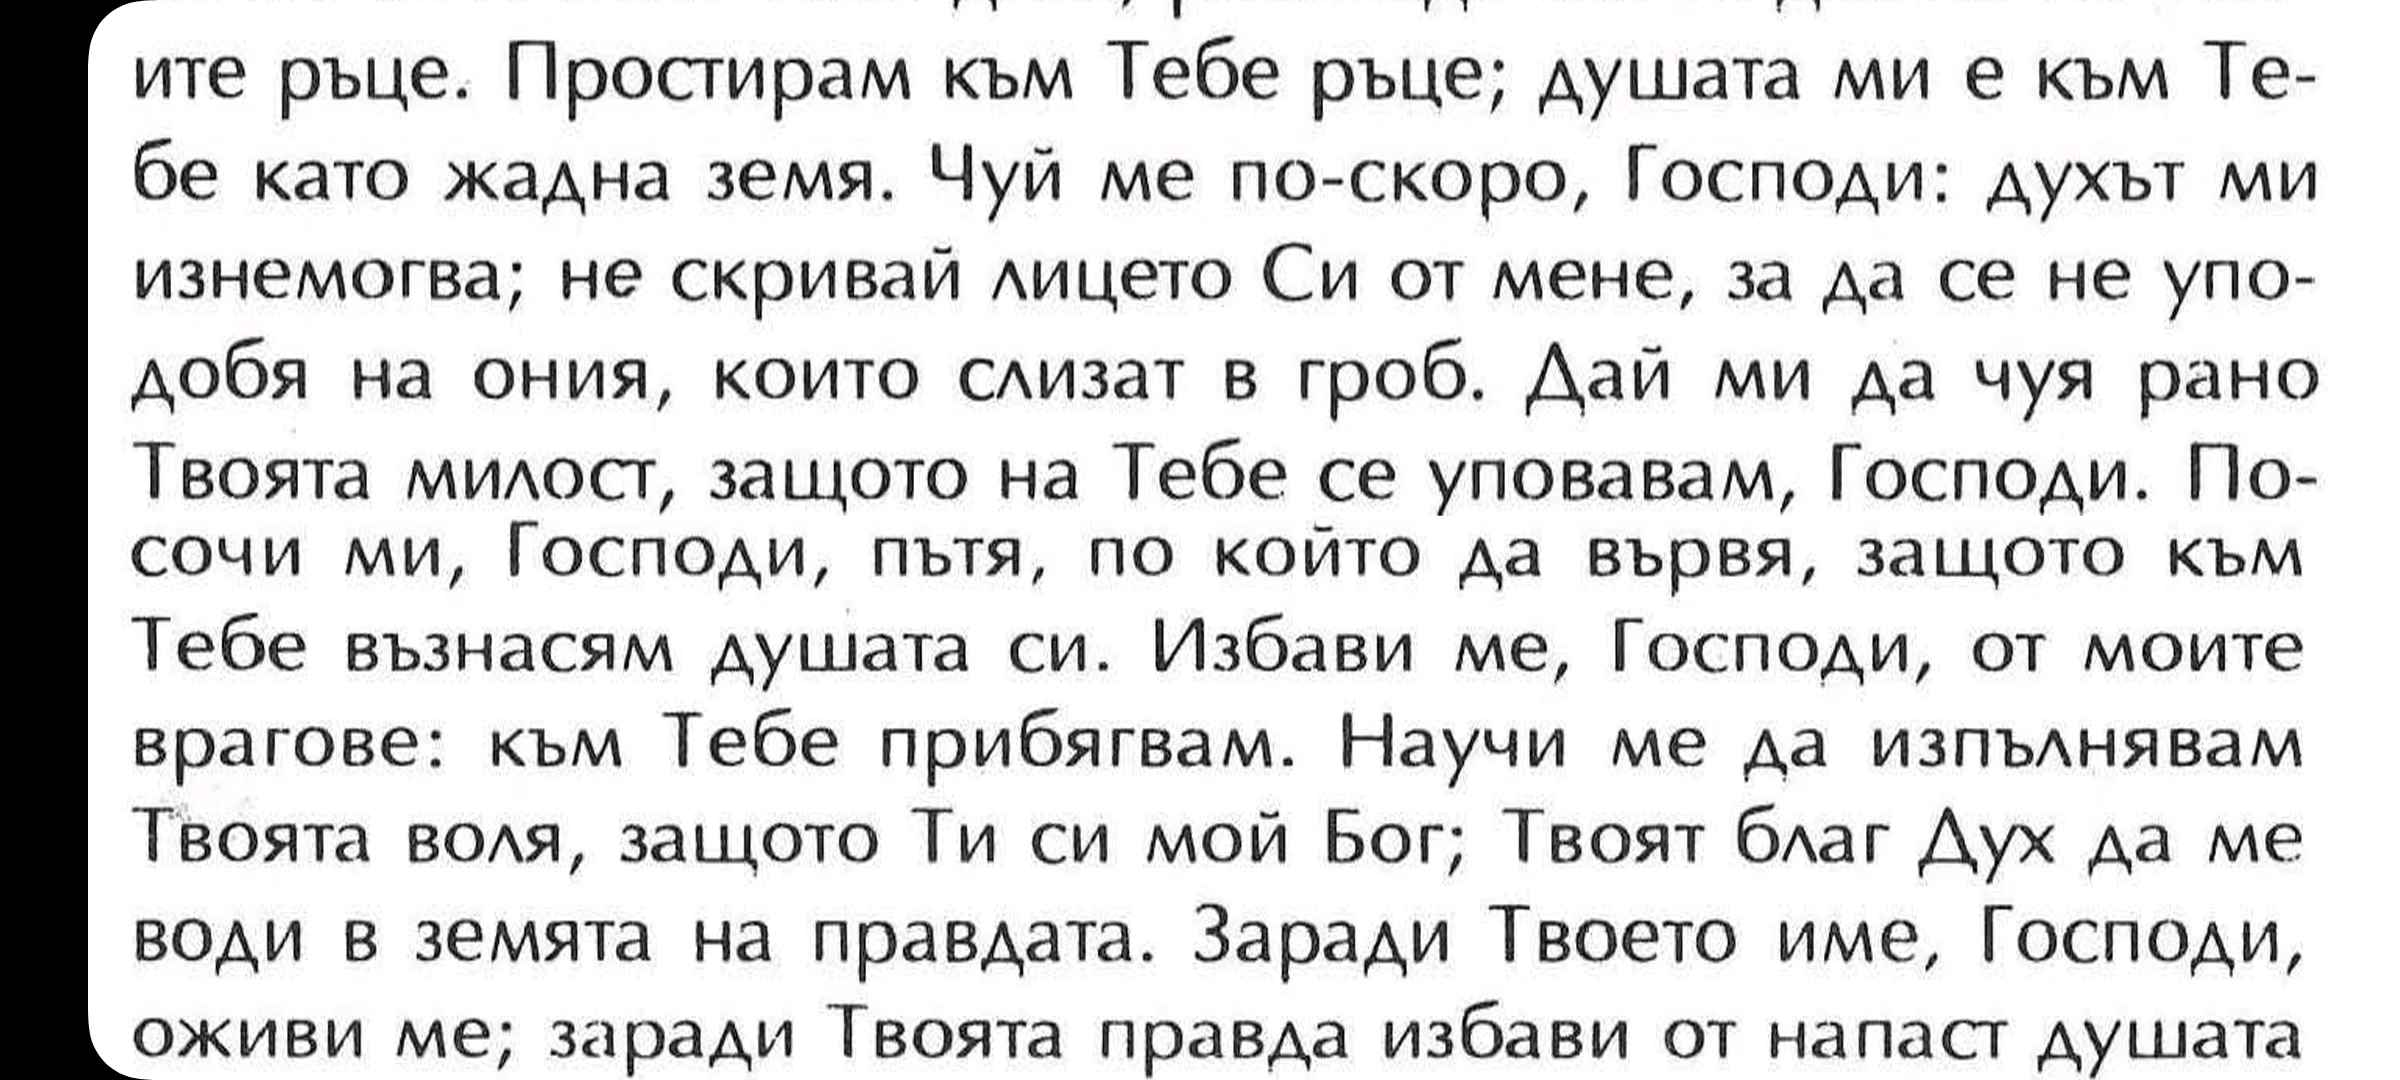 ите ръце. Простирам към Тебе ръце; душата ми е към Те-
бе като жадна земя. Чуй ме по-скоро, Господи: духът ми
изнемогва; не скривай лицето Си от мене, за да се не упо-
добя на ония, които слизат в гроб. Дай ми да чуя рано
Твоята милост, защото на Тебе се уповавам, Господи. По-
сочи ми, Господи, пътя, по който да вървя, защото към
Тебе възнасям душата си. Избави ме, Господи, от моите
врагове: към Тебе прибягвам. Научи ме да изпълнявам
Твоята воля, защото Ти си мой Бог; Твоят благ Дух да ме
води в земята на правдата. Заради Твоето име, Господи,
оживи ме; заради Твоята правда избави от напаст душата